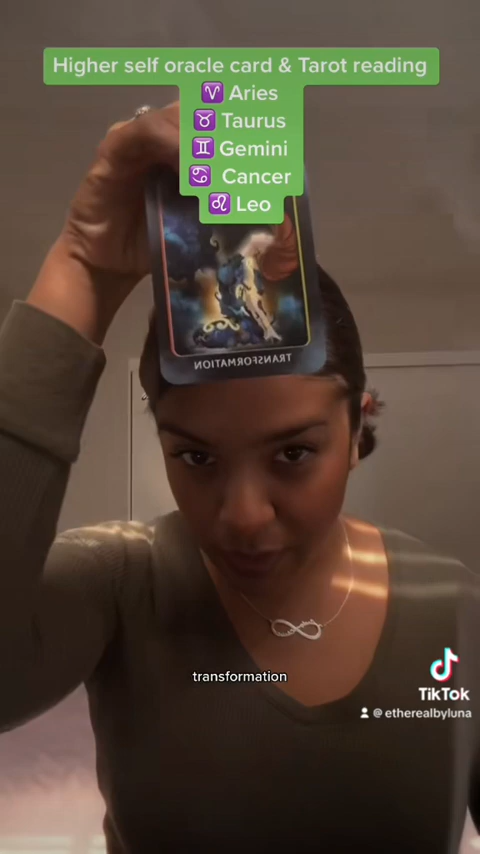 Higher self oracle card & Tarot reading
♈ Aries
♉ Taurus
♊ Gemini
♋ Cancer
♌ Leo
TRANSFORMATION
transformation
TikTok
@etherealbyluna